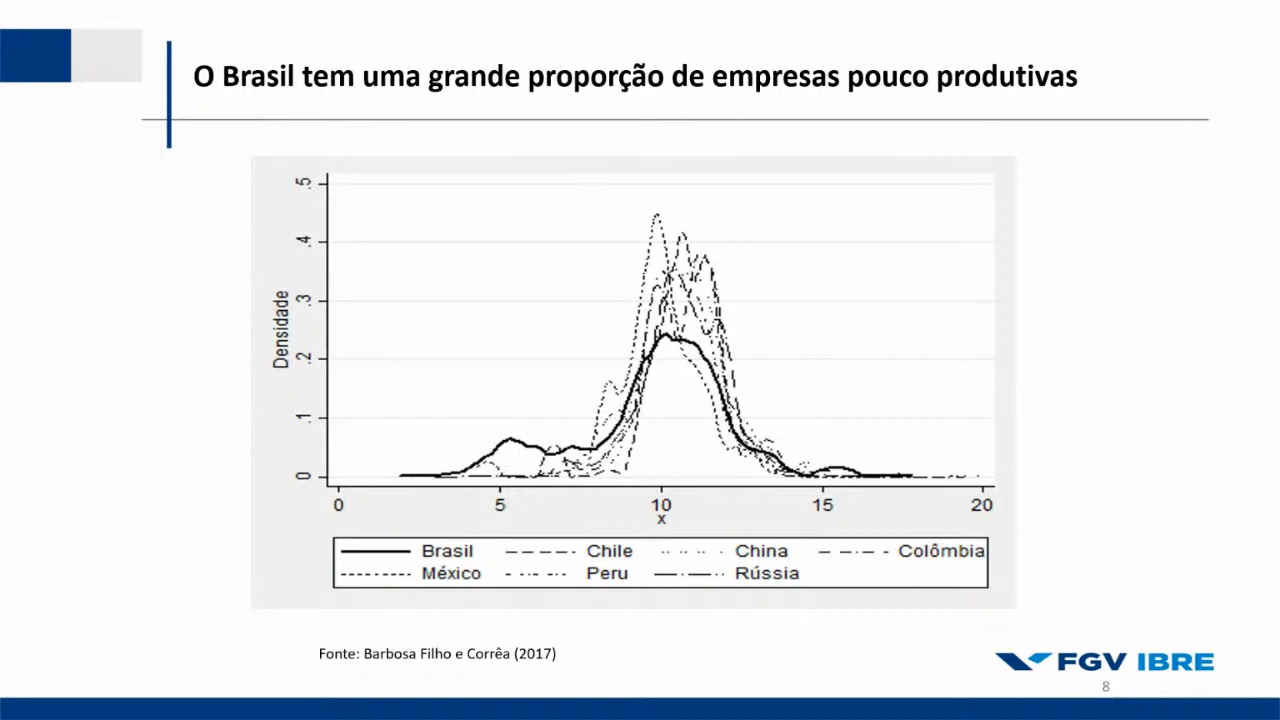 O Brasil tem uma grande proporção de empresas pouco produtivas
Densidade
.5
.4
.3
.2
.1
0
0 5 10 15 20
x
Brasil Chile China Colômbia
México Peru Rússia
Fonte: Barbosa Filho e Corrêa (2017)
FGV IBRE
8